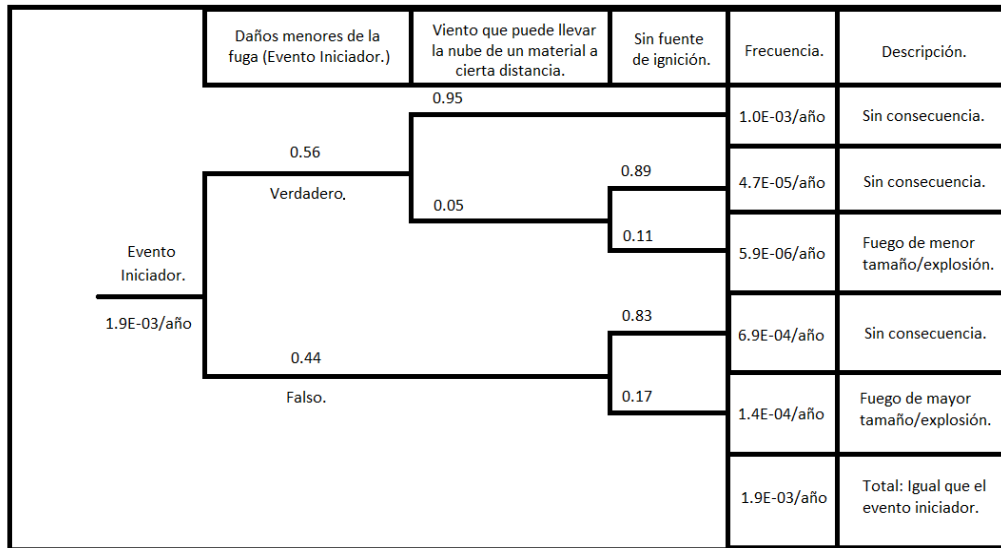 Daños menores de la
fuga (Evento Iniciador.)
Viento que puede llevar
la nube de un material a
cierta distancia.
Sin fuente
de ignición.
Frecuencia.
Descripción.
0.95
1.0E-03/año
Sin consecuencia.
0.56
Verdadero.
0.89
4.7E-05/año
Sin consecuencia.
0.05
0.11
5.9E-06/año
Fuego de menor
tamaño/explosión.
Evento
Iniciador.
1.9E-03/año
0.83
6.9E-04/año
Sin consecuencia.
0.44
Falso.
0.17
1.4E-04/año
Fuego de mayor
tamaño/explosión.
1.9E-03/año
Total: Igual que el
evento iniciador.